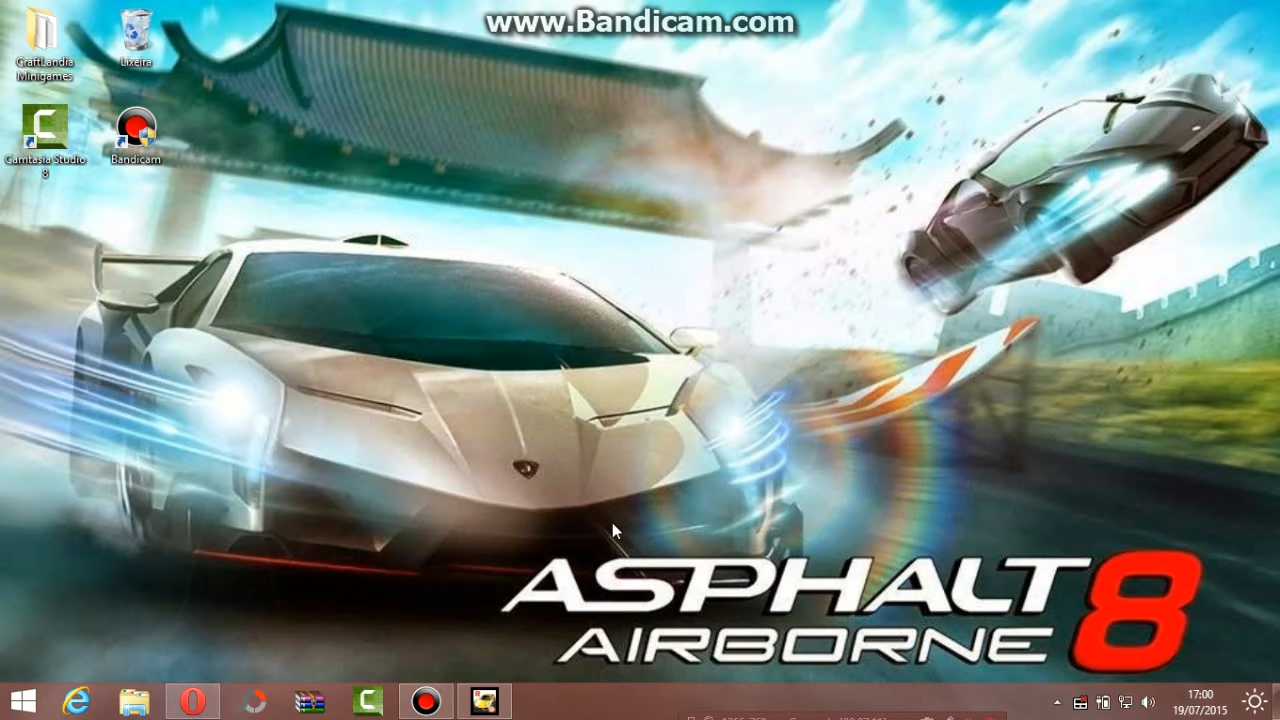 www.Bandicam.com
CraftLandia
Minigames
Lixeira
Camtasia Studio
8
Bandicam
ASPHALT 8
AIRBORNE
17:00
19/07/2015